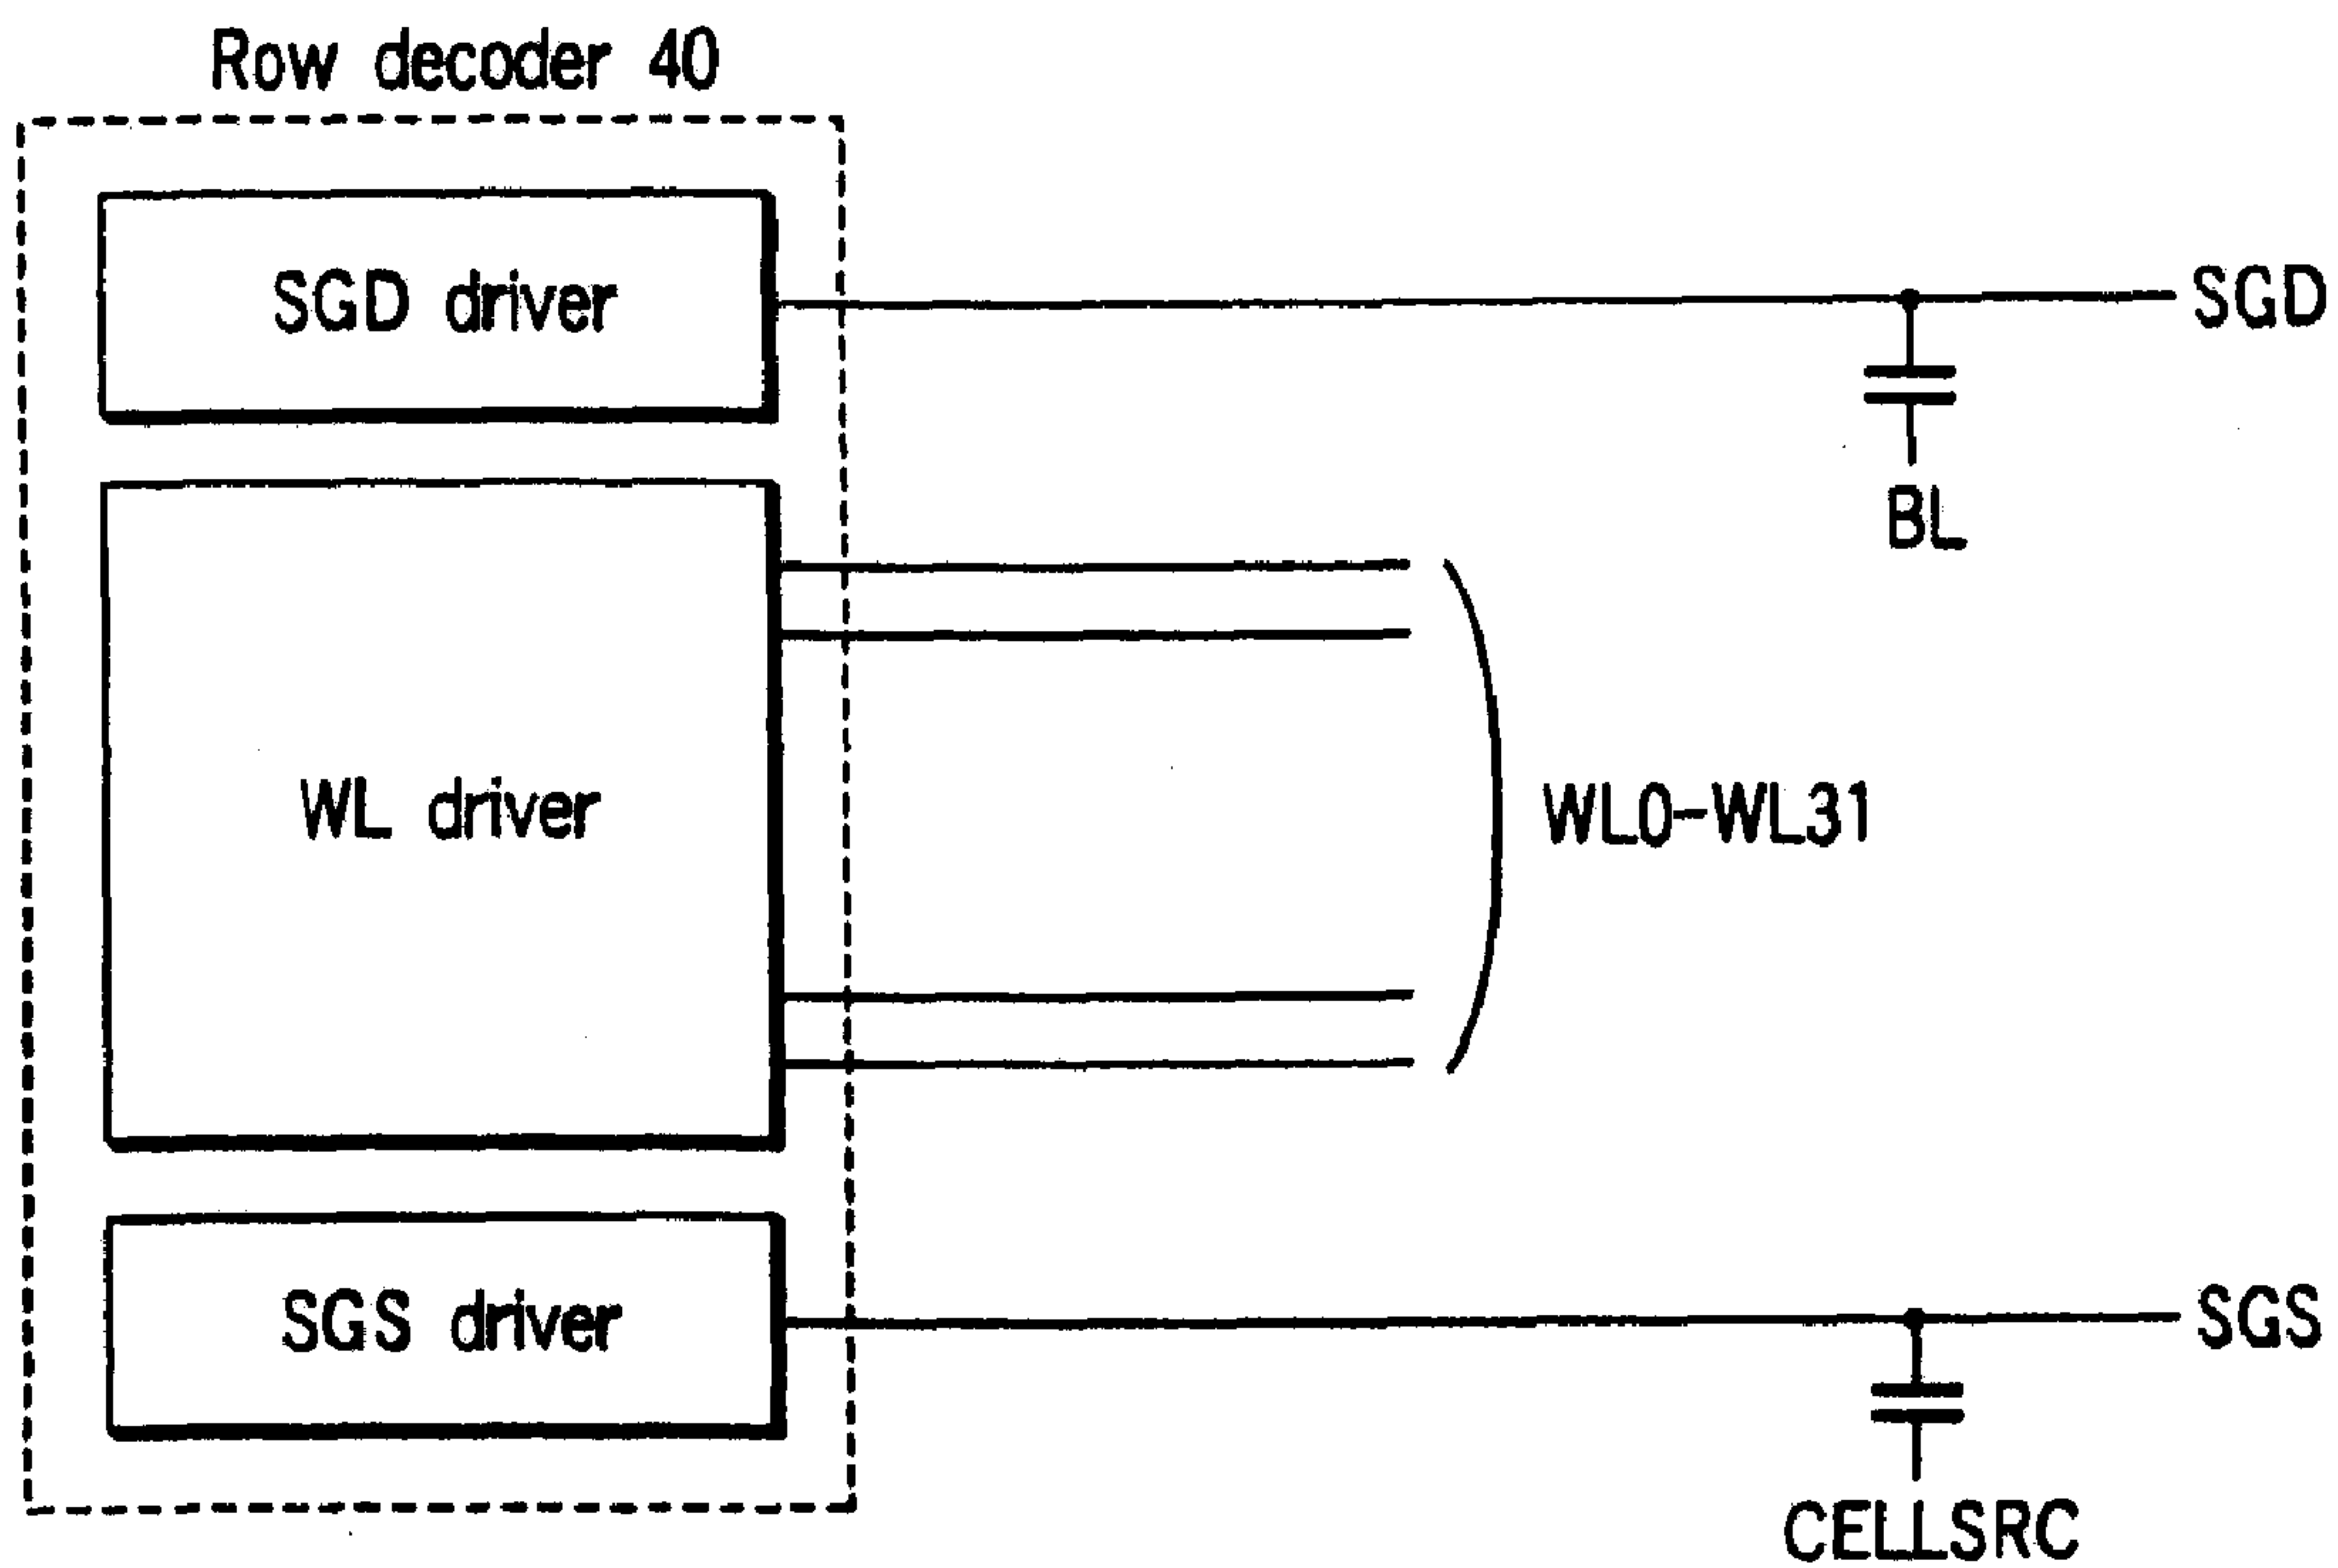 Row decoder 40
SGD driver
SGD
BL
WL driver
WL0-WL31
SGS driver
SGS
CELLSRC